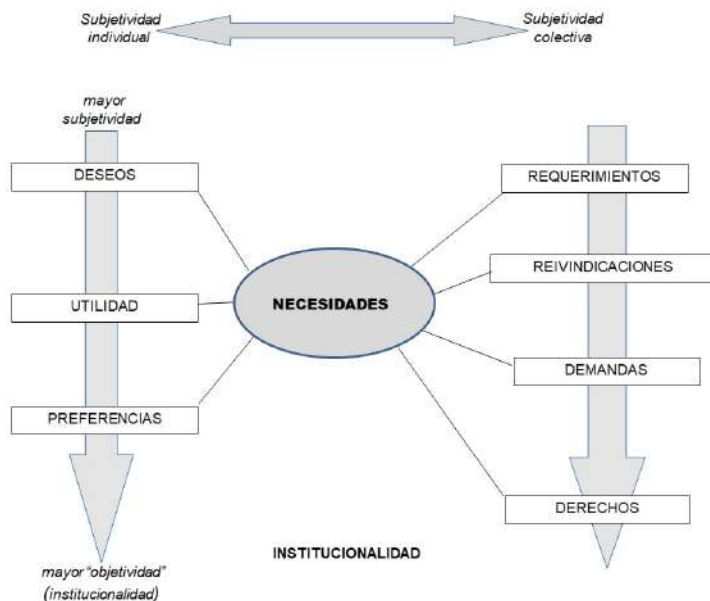 Subjetividad
individual
Subjetividad
colectiva
mayor
subjetividad
DESEOS
REQUERIMIENTOS
REIVINDICACIONES
UTILIDAD
NECESIDADES
DEMANDAS
PREFERENCIAS
DERECHOS
INSTITUCIONALIDAD
mayor“objetividad”
(institucionalidad)